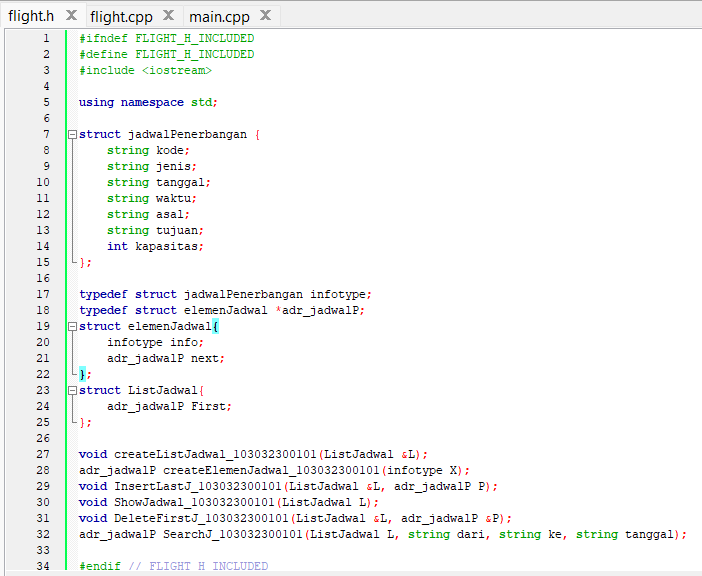 flight.h X flight.cpp X main.cpp X
1 #ifndef FLIGHT_H_INCLUDED
2 #define FLIGHT_H_INCLUDED
3 #include <iostream>
4
5 using namespace std;
6
7 struct jadwalPenerbangan {
8 string kode;
9 string jenis;
10 string tanggal;
11 string waktu;
12 string asal;
13 string tujuan;
14 int kapasitas;
15 };
16
17 typedef struct jadwalPenerbangan infotype;
18 typedef struct elemenJadwal *adr_jadwalP;
19 struct elemenJadwal{
20 infotype info;
21 adr_jadwalP next;
22 };
23 struct ListJadwal{
24 adr_jadwalP First;
25 };
26
27 void createListJadwal_103032300101(ListJadwal &L);
28 adr_jadwalP createElemenJadwal_103032300101(infotype X);
29 void InsertLastJ_103032300101(ListJadwal &L, adr_jadwalP P);
30 void ShowJadwal_103032300101(ListJadwal L);
31 void DeleteFirstJ_103032300101(ListJadwal &L, adr_jadwalP &P);
32 adr_jadwalP SearchJ_103032300101(ListJadwal L, string dari, string ke, string tanggal);
33
34 #endif // FLIGHT_H_INCLUDED